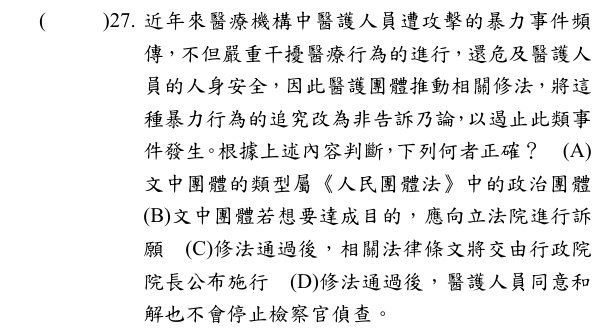 (　　)27. 近年來醫療機構中醫護人員遭攻擊的暴力事件頻
傳，不但嚴重干擾醫療行為的進行，還危及醫護人
員的人身安全，因此醫護團體推動相關修法，將這
種暴力行為的追究改為非告訴乃論，以遏止此類事
件發生。根據上述內容判斷，下列何者正確？　(A)
文中團體的類型屬《人民團體法》中的政治團體
(B)文中團體若想要達成目的，應向立法院進行訴
願　(C)修法通過後，相關法律條文將交由行政院
院長公布施行　(D)修法通過後，醫護人員同意和
解也不會停止檢察官偵查。